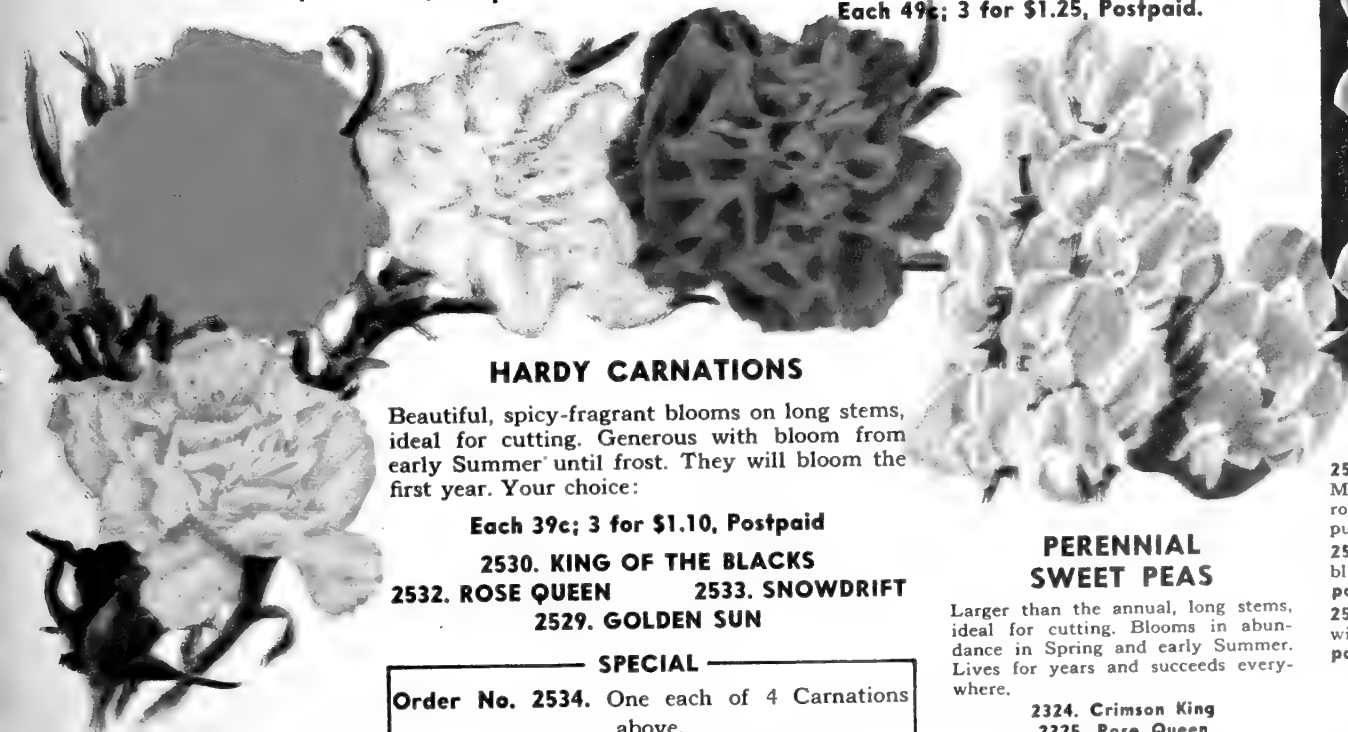 Each 49c; 3 for $1.25, Postpaid.
HARDY CARNATIONS
Beautiful, spicy-fragrant blooms on long stems,
ideal for cutting. Generous with bloom from
early Summer until frost. They will bloom the
first year. Your choice:
Each 39c; 3 for $1.10, Postpaid
2530. KING OF THE BLACKS
2532. ROSE QUEEN 2533. SNOWDRIFT
2529. GOLDEN SUN
SPECIAL
Order No. 2534. One each of 4 Carnations
above.
PERENNIAL
SWEET PEAS
Larger than the annual, long stems,
ideal for cutting. Blooms in abun-
dance in Spring and early Summer.
Lives for years and succeeds every-
where.
2324. Crimson King
2325. Rose Queen